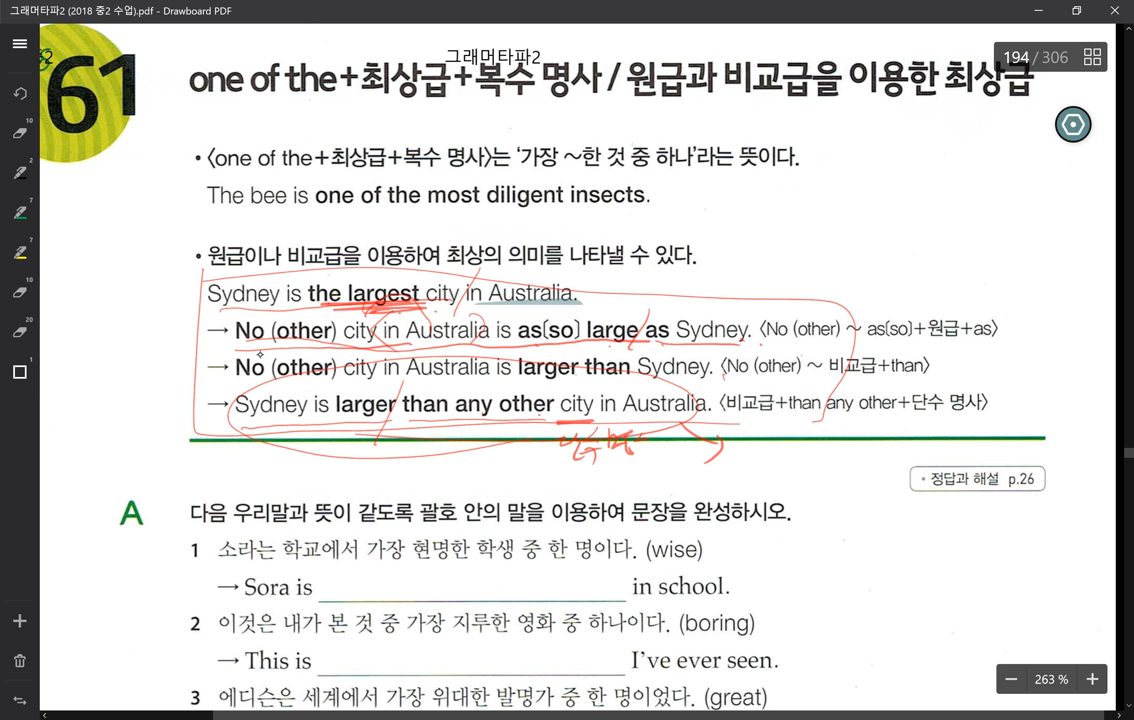 그래머타파2 (2018 중2 수업).pdf - Drawboard PDF
그래머타파2
194 / 306
61
one of the+최상급+복수 명사 / 원급과 비교급을 이용한 최상급
• 〈one of the+최상급+복수 명사〉는 '가장 ~한 것 중 하나'라는 뜻이다.
The bee is one of the most diligent insects.
• 원급이나 비교급을 이용하여 최상의 의미를 나타낼 수 있다.
Sydney is the largest city in Australia.
→ No (other) city in Australia is as(so) large as Sydney. 〈No (other) ~ as(so)+원급+as〉
→ No (other) city in Australia is larger than Sydney. 〈No (other) ~ 비교급+than〉
→ Sydney is larger than any other city in Australia. 〈비교급+than any other+단수 명사〉
• 정답과 해설 p.26
A 다음 우리말과 뜻이 같도록 괄호 안의 말을 이용하여 문장을 완성하시오.
1 소라는 학교에서 가장 현명한 학생 중 한 명이다. (wise)
→ Sora is ____ in school.
2 이것은 내가 본 것 중 가장 지루한 영화 중 하나이다. (boring)
→ This is ____ I've ever seen.
3 에디슨은 세계에서 가장 위대한 발명가 중 한 명이었다. (great)
263 %
10
2
7
7
10
20
1